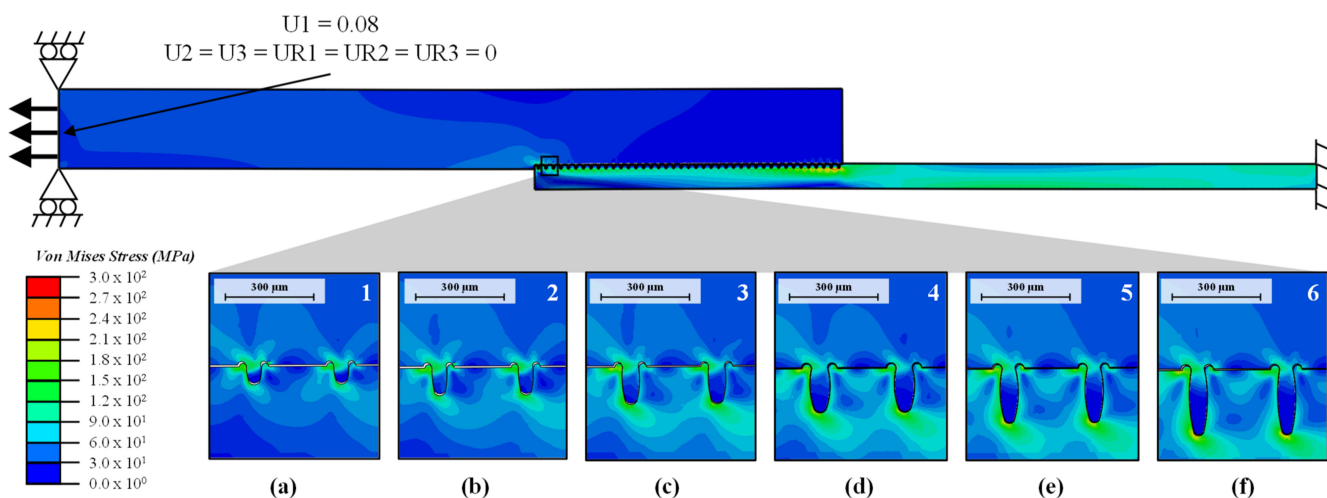 U1 = 0.08
U2 = U3 = UR1 = UR2 = UR3 = 0
Von Mises Stress (MPa)
3.0 x 10²
2.7 x 10²
2.4 x 10²
2.1 x 10²
1.8 x 10²
1.5 x 10²
1.2 x 10²
9.0 x 10¹
6.0 x 10¹
3.0 x 10¹
0.0 x 10⁰
300 μm 1
300 μm 2
300 μm 3
300 μm 4
300 μm 5
300 μm 6
(a) (b) (c) (d) (e) (f)